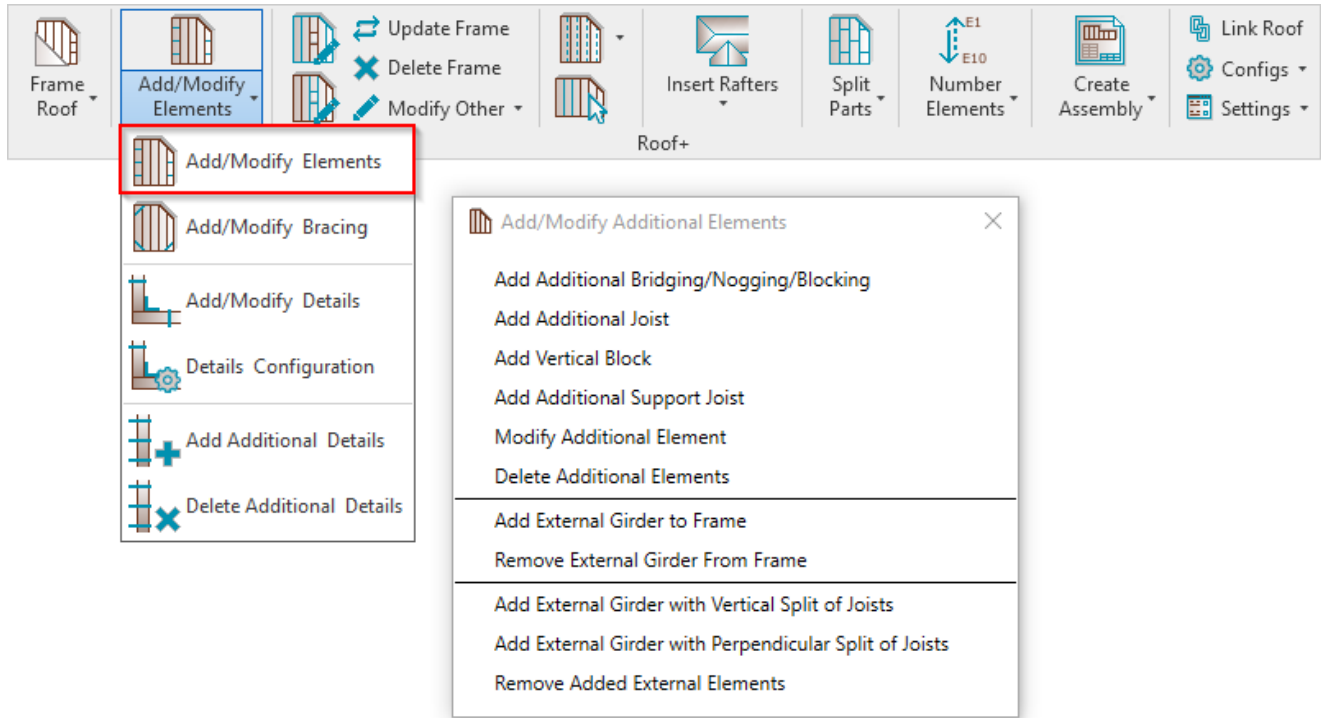 Frame
Roof
Add/Modify
Elements
Update Frame
Delete Frame
Modify Other
Insert Rafters
Split
Parts
E1
E10
Number
Elements
Create
Assembly
Link Roof
Configs
Settings
Roof+
Add/Modify Elements
Add/Modify Bracing
Add/Modify Details
Details Configuration
Add Additional Details
Delete Additional Details
Add/Modify Additional Elements
Add Additional Bridging/Nogging/Blocking
Add Additional Joist
Add Vertical Block
Add Additional Support Joist
Modify Additional Element
Delete Additional Elements
Add External Girder to Frame
Remove External Girder From Frame
Add External Girder with Vertical Split of Joists
Add External Girder with Perpendicular Split of Joists
Remove Added External Elements